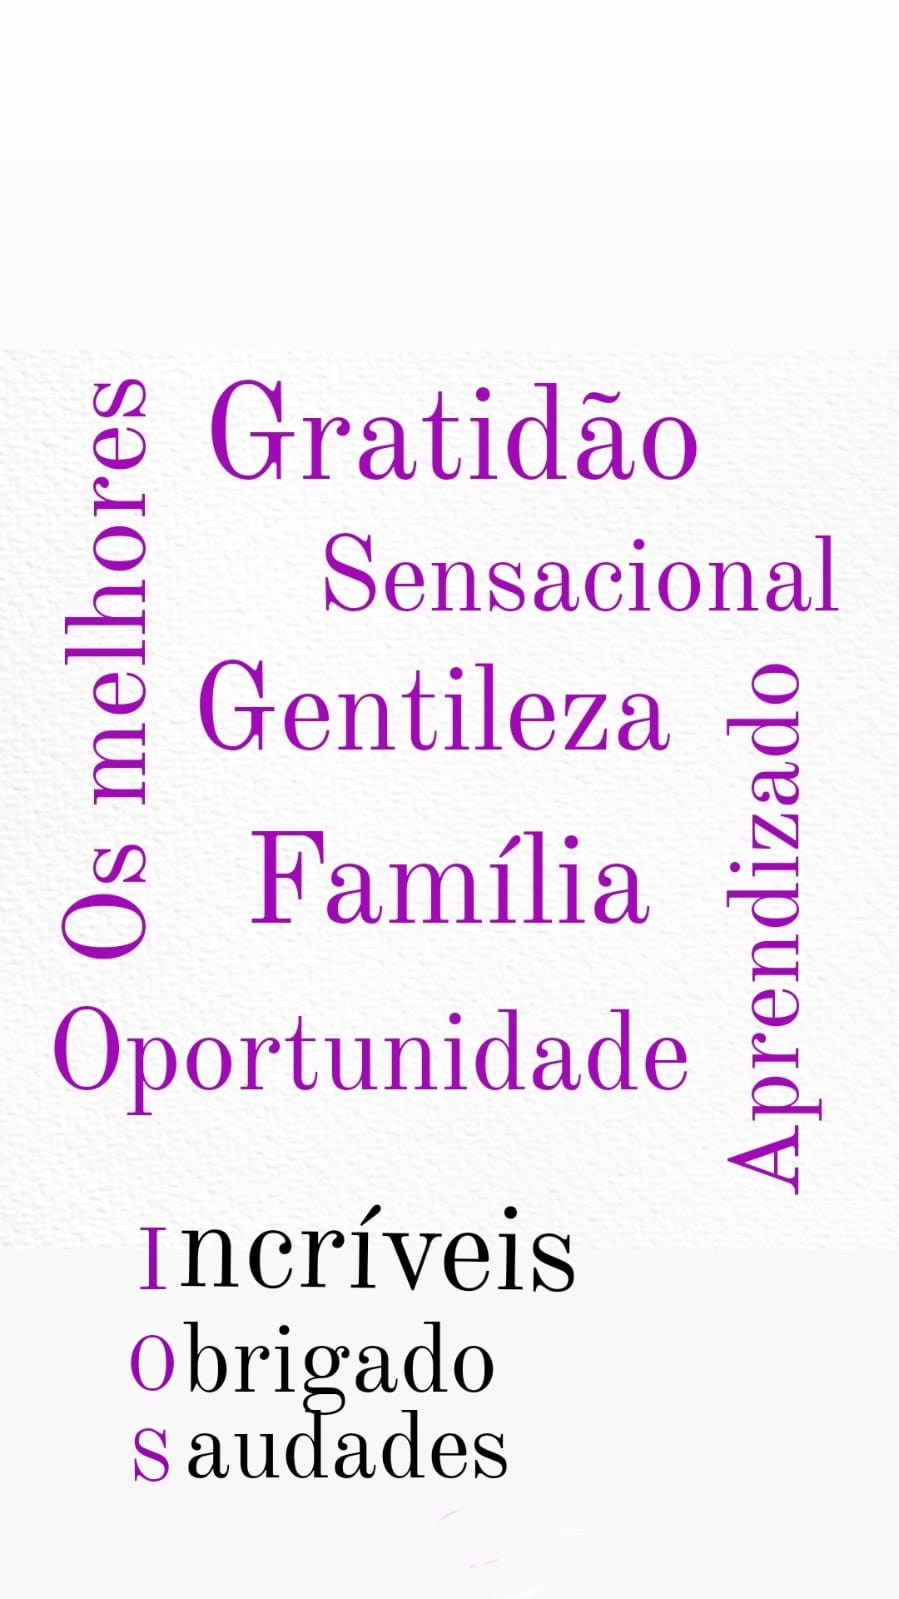 Os melhores
Gratidão
Sensacional
Gentileza
Família
Aprendizado
Oportunidade
Incríveis
Obrigado
Saudades